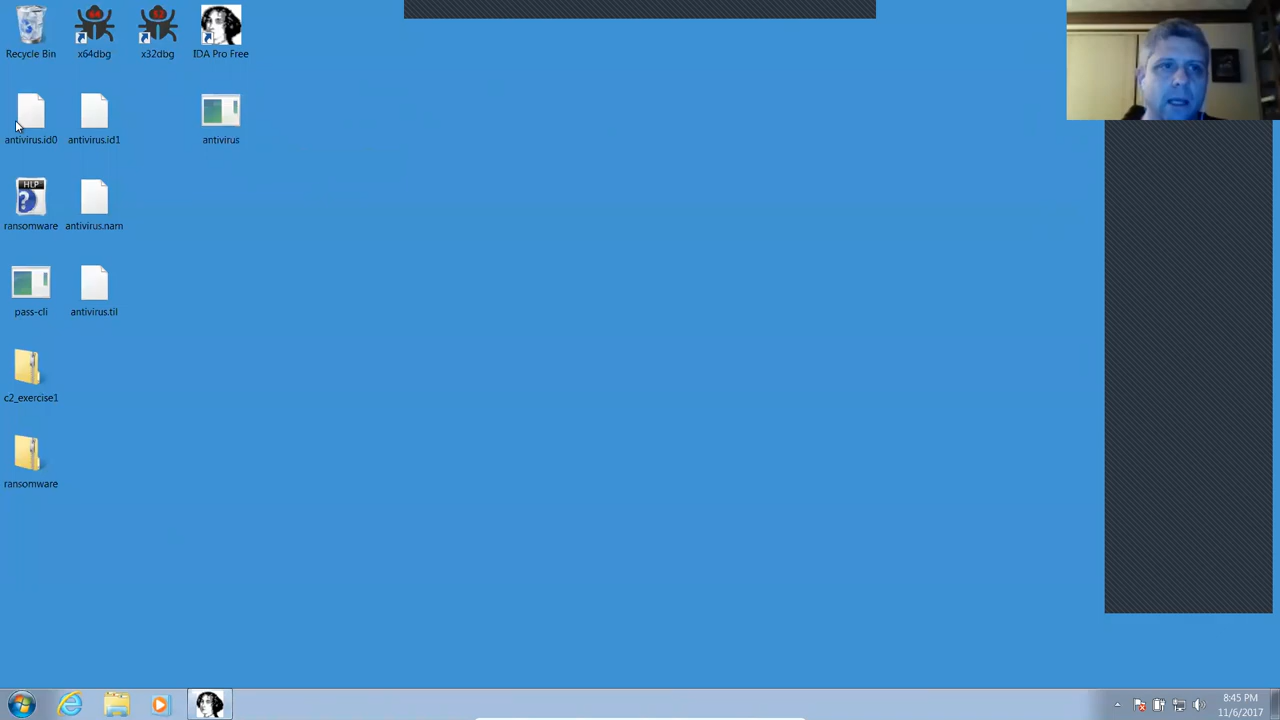 Recycle Bin
x64dbg
x32dbg
IDA Pro Free
antivirus.id0
antivirus.id1
antivirus
HLP
ransomware
antivirus.nam
pass-cli
antivirus.til
c2_exercise1
ransomware
8:45 PM
11/6/2017